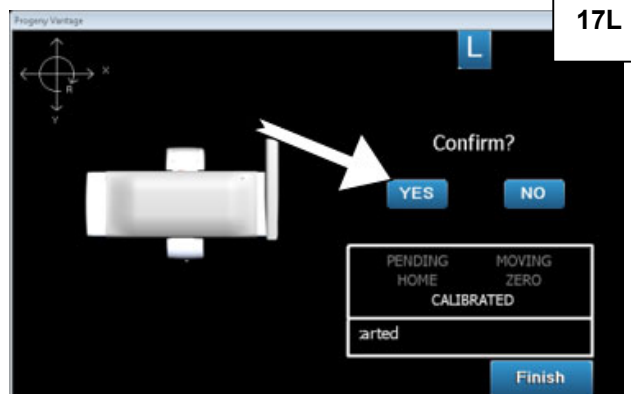 Progeny Vantage
17L
L
X
R
Y
Confirm?
YES NO
PENDING MOVING
HOME ZERO
CALIBRATED
arted
Finish